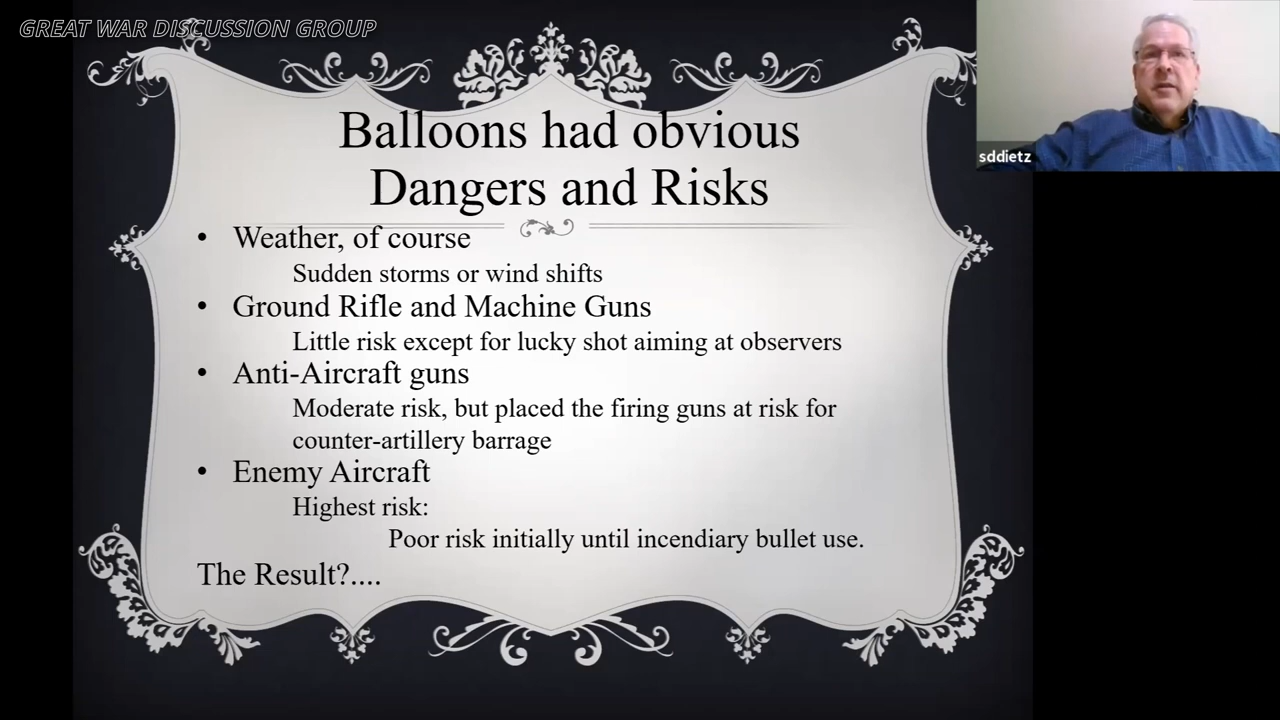 GREAT WAR DISCUSSION GROUP
sddietz
Balloons had obvious
Dangers and Risks
• Weather, of course
Sudden storms or wind shifts
• Ground Rifle and Machine Guns
Little risk except for lucky shot aiming at observers
• Anti-Aircraft guns
Moderate risk, but placed the firing guns at risk for
counter-artillery barrage
• Enemy Aircraft
Highest risk:
Poor risk initially until incendiary bullet use.
The Result?....